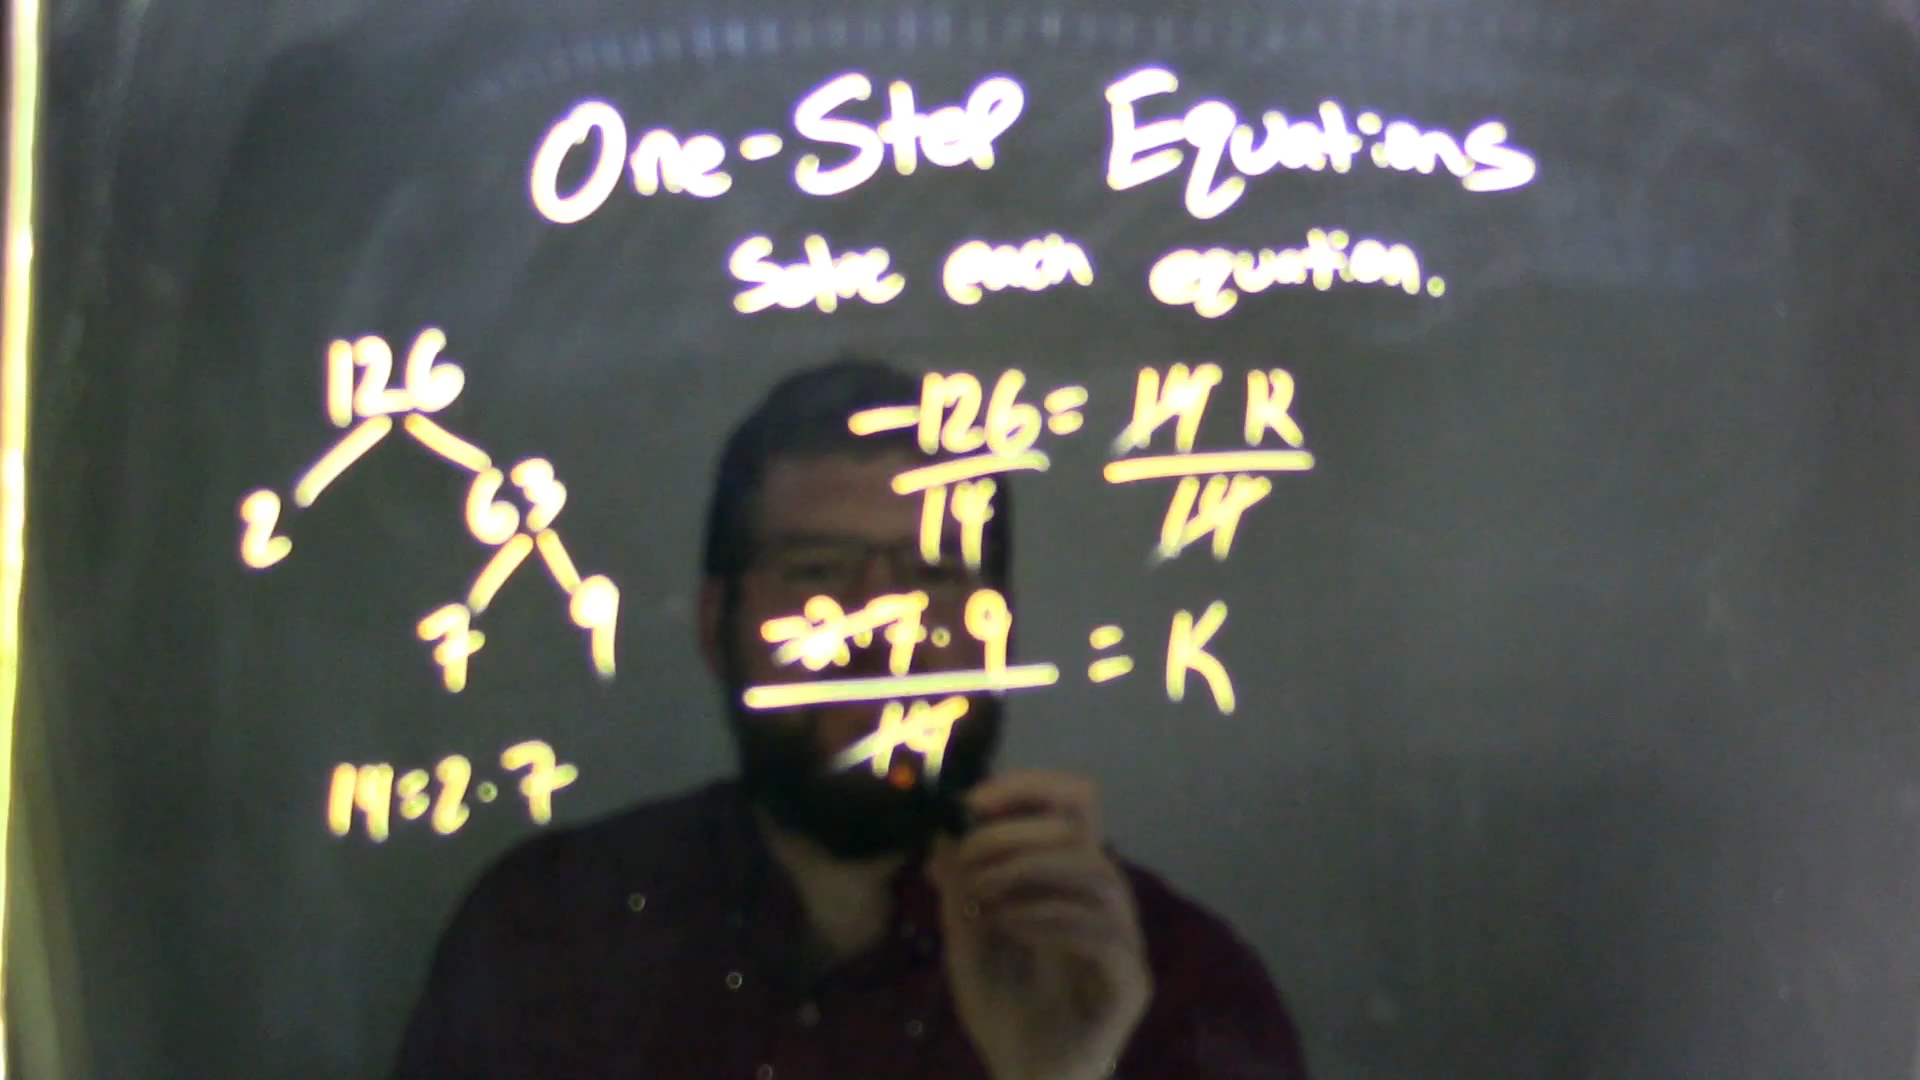 One-Step Equations
Solve each equation.
126
2 63
7 9
14=2·7
-126 = 14 K
14 14
-2·7·9 = K
14